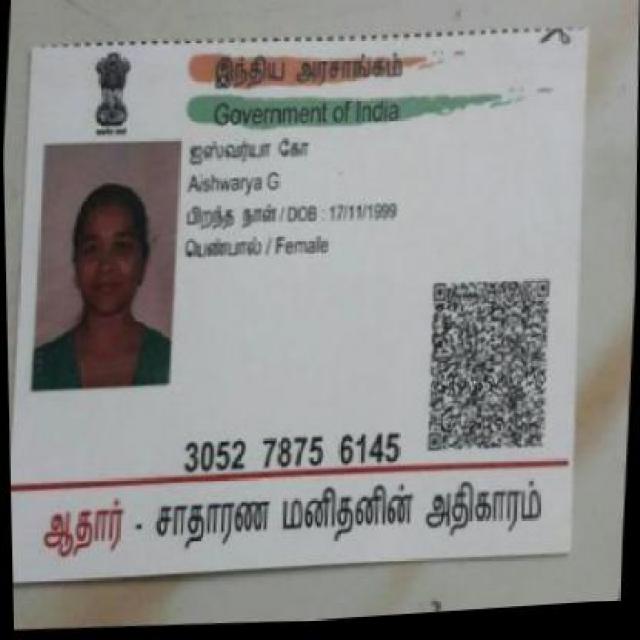 இந்திய அரசாங்கம்
Government of India
ஐஸ்வர்யா கோ
Aishwarya G
பிறந்த நாள் / DOB : 17/11/1999
பெண்பால் / Female
3052 7875 6145
ஆதார் - சாதாரண மனிதனின் அதிகாரம்